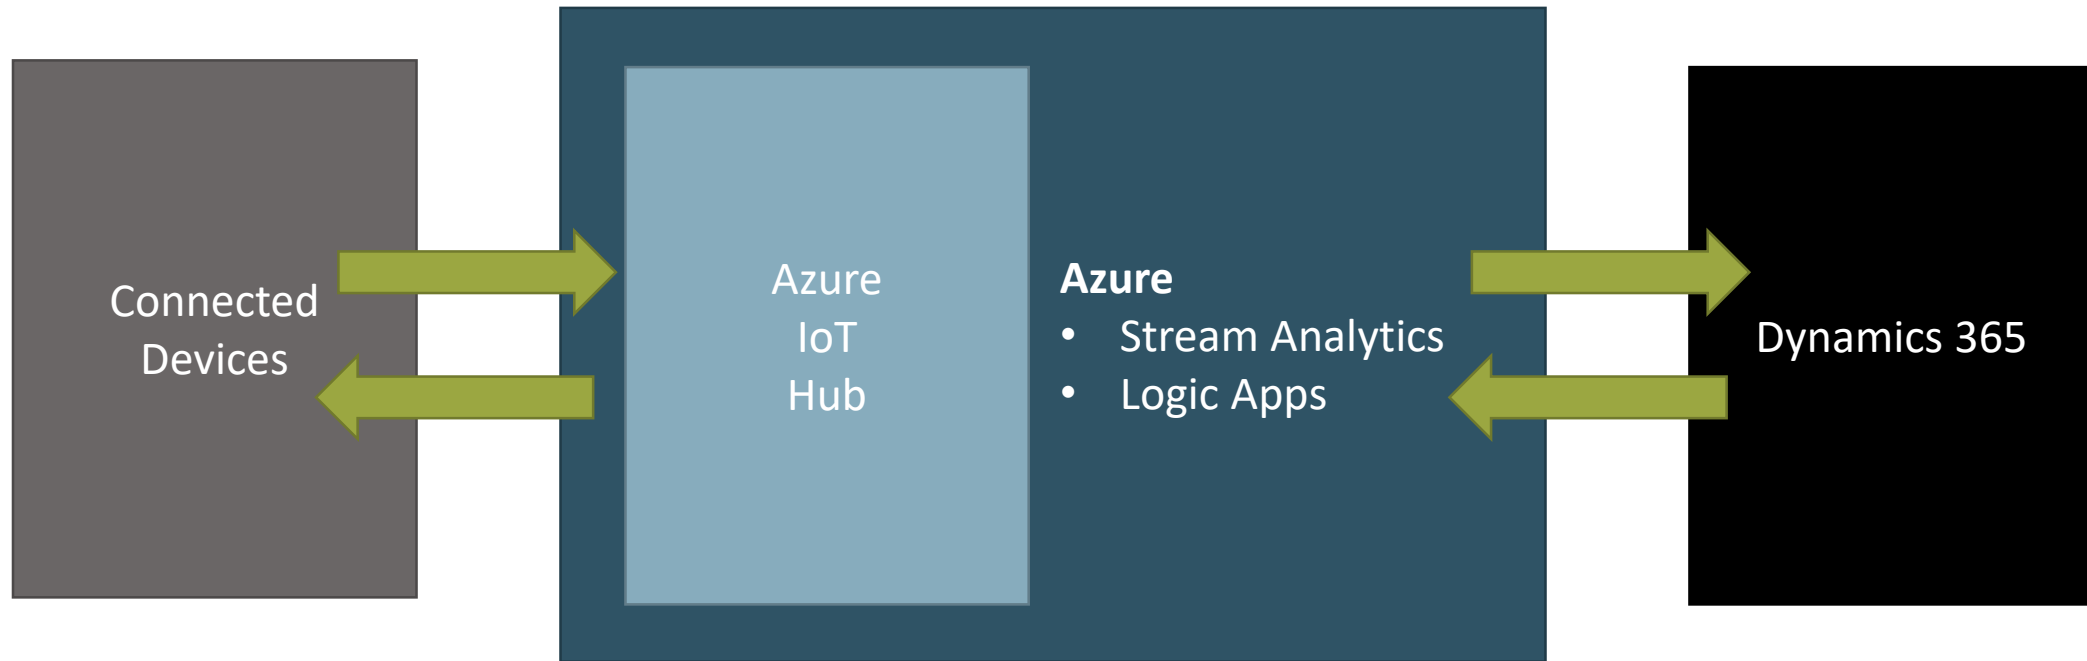 Connected
Devices
Azure
IoT
Hub
Azure
• Stream Analytics
• Logic Apps
Dynamics 365